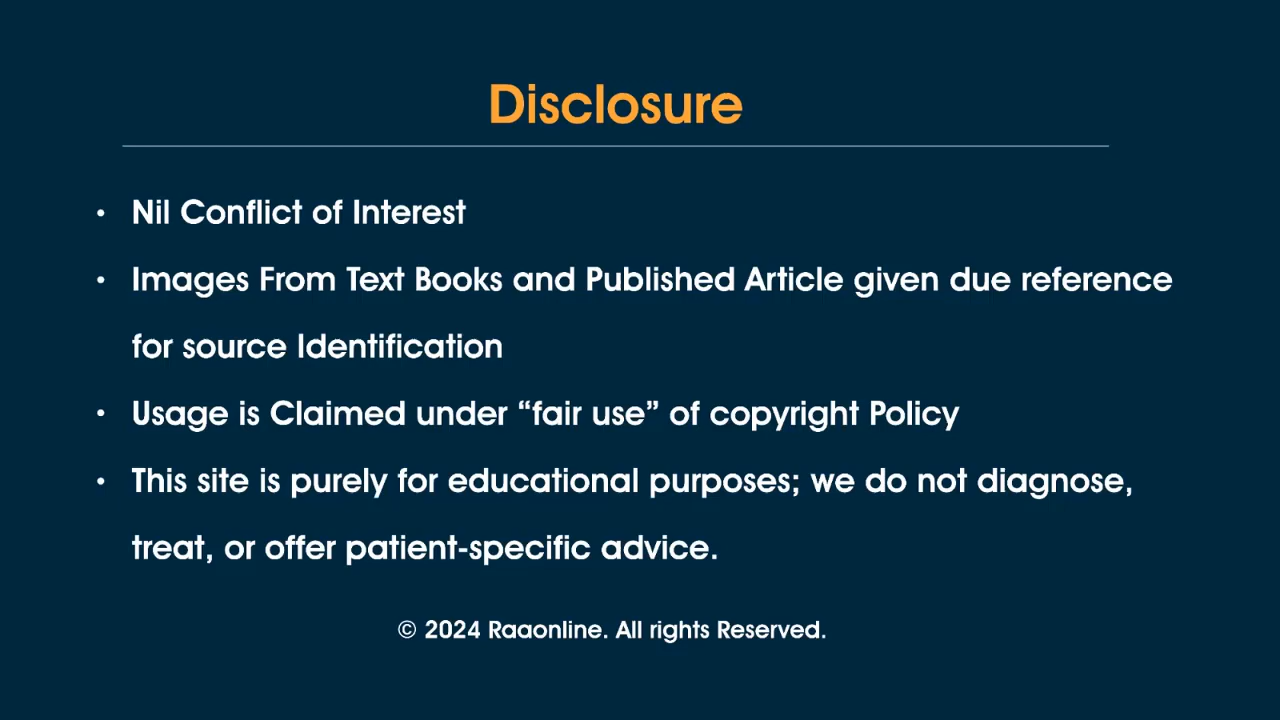 Disclosure
• Nil Conflict of Interest
• Images From Text Books and Published Article given due reference
for source Identification
• Usage is Claimed under “fair use” of copyright Policy
• This site is purely for educational purposes; we do not diagnose,
treat, or offer patient-specific advice.
© 2024 Raaonline. All rights Reserved.